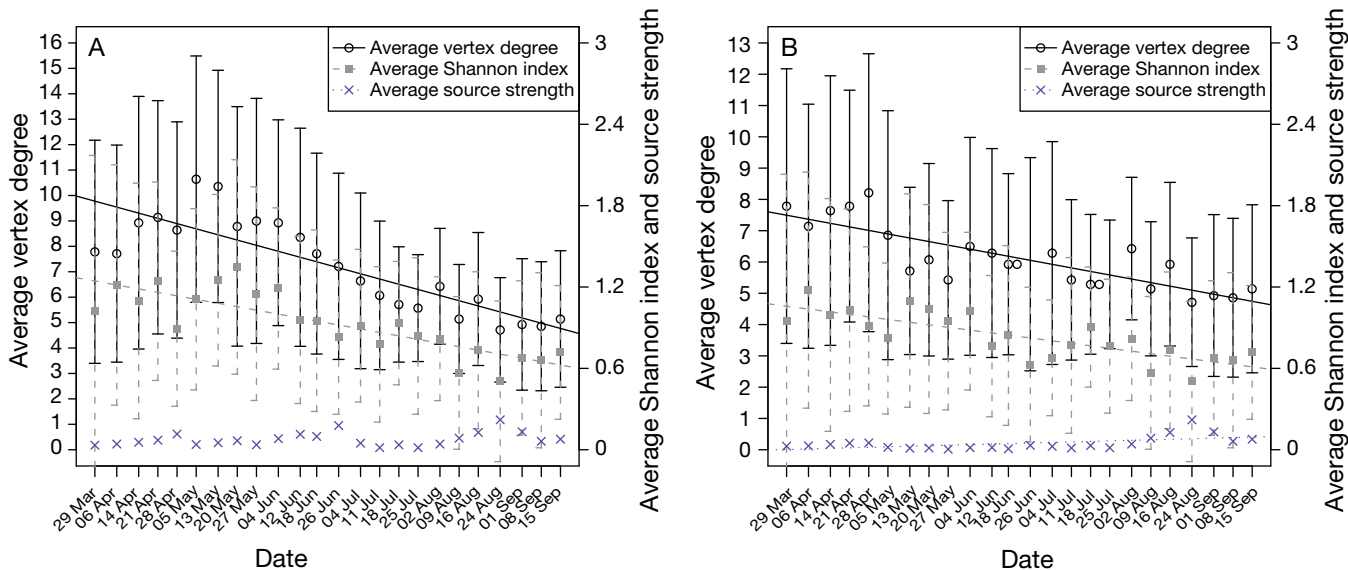 A
Average vertex degree
Average Shannon index
Average source strength
16
15
14
13
12
11
10
9
8
7
6
5
4
3
2
1
0
Average vertex degree
3
2.4
1.8
1.2
0.6
0
Average Shannon index and source strength
29 Mar
06 Apr
14 Apr
21 Apr
28 Apr
05 May
13 May
20 May
27 May
04 Jun
12 Jun
18 Jun
26 Jun
04 Jul
11 Jul
18 Jul
25 Jul
02 Aug
09 Aug
16 Aug
24 Aug
01 Sep
08 Sep
15 Sep
Date
B
Average vertex degree
Average Shannon index
Average source strength
13
12
11
10
9
8
7
6
5
4
3
2
1
0
Average vertex degree
3
2.4
1.8
1.2
0.6
0
Average Shannon index and source strength
29 Mar
06 Apr
14 Apr
21 Apr
28 Apr
05 May
13 May
20 May
27 May
04 Jun
12 Jun
18 Jun
26 Jun
04 Jul
11 Jul
18 Jul
25 Jul
02 Aug
09 Aug
16 Aug
24 Aug
01 Sep
08 Sep
15 Sep
Date